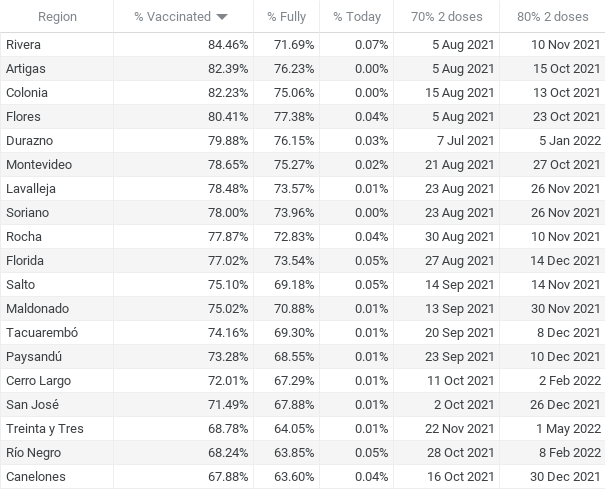 Region % Vaccinated % Fully % Today 70% 2 doses 80% 2 doses
Rivera 84.46% 71.69% 0.07% 5 Aug 2021 10 Nov 2021
Artigas 82.39% 76.23% 0.00% 5 Aug 2021 15 Oct 2021
Colonia 82.23% 75.06% 0.00% 15 Aug 2021 13 Oct 2021
Flores 80.41% 77.38% 0.04% 5 Aug 2021 23 Oct 2021
Durazno 79.88% 76.15% 0.03% 7 Jul 2021 5 Jan 2022
Montevideo 78.65% 75.27% 0.02% 21 Aug 2021 27 Oct 2021
Lavalleja 78.48% 73.57% 0.01% 23 Aug 2021 26 Nov 2021
Soriano 78.00% 73.96% 0.00% 23 Aug 2021 26 Nov 2021
Rocha 77.87% 72.83% 0.04% 30 Aug 2021 10 Nov 2021
Florida 77.02% 73.54% 0.05% 27 Aug 2021 14 Dec 2021
Salto 75.10% 69.18% 0.05% 14 Sep 2021 14 Nov 2021
Maldonado 75.02% 70.88% 0.01% 13 Sep 2021 30 Nov 2021
Tacuarembó 74.16% 69.30% 0.01% 20 Sep 2021 8 Dec 2021
Paysandú 73.28% 68.55% 0.01% 23 Sep 2021 10 Dec 2021
Cerro Largo 72.01% 67.29% 0.01% 11 Oct 2021 2 Feb 2022
San José 71.49% 67.88% 0.01% 2 Oct 2021 26 Dec 2021
Treinta y Tres 68.78% 64.05% 0.01% 22 Nov 2021 1 May 2022
Río Negro 68.24% 63.85% 0.05% 28 Oct 2021 8 Feb 2022
Canelones 67.88% 63.60% 0.04% 16 Oct 2021 30 Dec 2021